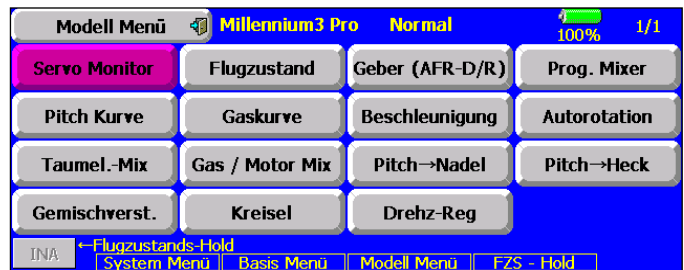 Modell Menü Millennium3 Pro Normal 100% 1/1
Servo Monitor Flugzustand Geber (AFR-D/R) Prog. Mixer
Pitch Kurve Gaskurve Beschleunigung Autorotation
Taumel.-Mix Gas / Motor Mix Pitch→Nadel Pitch→Heck
Gemischverst. Kreisel Drehz-Reg
INA ←Flugzustands-Hold
System Menü Basis Menü Modell Menü FZS - Hold